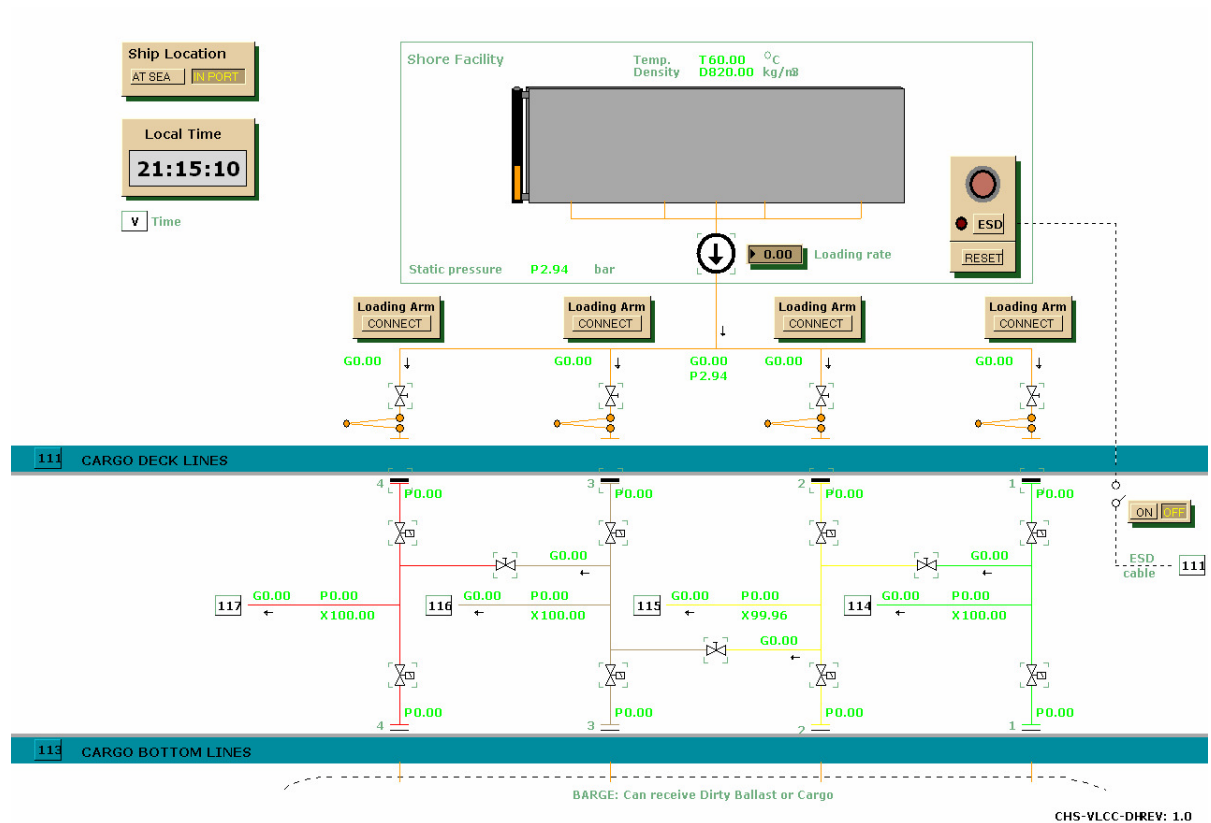 Ship Location
AT SEA IN PORT
Local Time
21:15:10
V Time
Shore Facility
Temp. T60.00 °C
Density D820.00 kg/m3
ESD
RESET
0.00 Loading rate
Static pressure P2.94 bar
Loading Arm Loading Arm Loading Arm Loading Arm
CONNECT CONNECT CONNECT CONNECT
G0.00 G0.00 G0.00 G0.00 G0.00
P2.94
111 CARGO DECK LINES
4 P0.00 3 P0.00 2 P0.00 1 P0.00
ON OFF
G0.00 G0.00
ESD
cable
111
117 G0.00 P0.00 116 G0.00 P0.00 115 G0.00 P0.00 114 G0.00 P0.00
X100.00 X100.00 X99.96 X100.00
G0.00
P0.00 P0.00 P0.00 P0.00
4 3 2 1
113 CARGO BOTTOM LINES
BARGE: Can receive Dirty Ballast or Cargo
CHS-VLCC-DHREV: 1.0